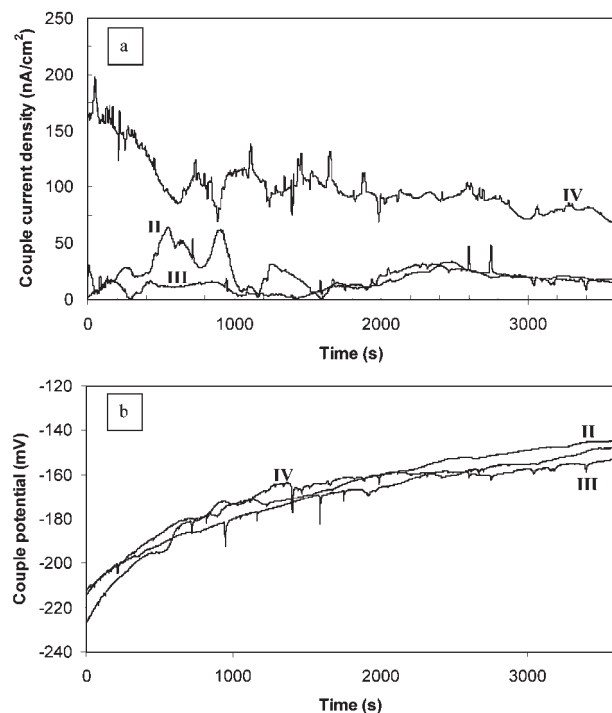 a
250
200
150
100
50
0
Couple current density (nA/cm²)
IV
II
III
0 1000 2000 3000
Time (s)
b
-120
-140
-160
-180
-200
-220
-240
Couple potential (mV)
II
IV
III
0 1000 2000 3000
Time (s)